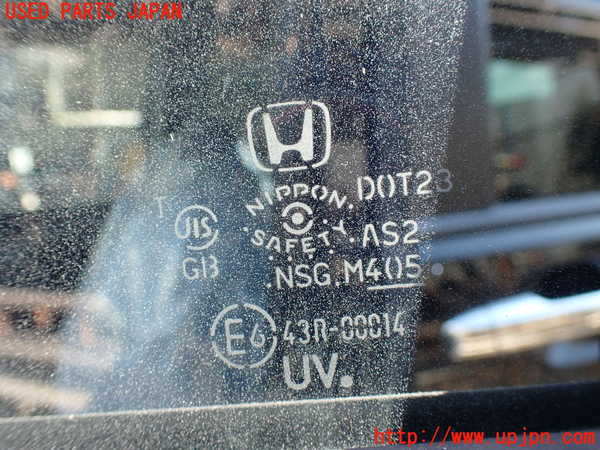 USED PARTS JAPAN
NIPPON.
DOT23
JIS
SAFETY
AS2
G13
NSG M405
E6
43R-00014
UV.
http://www.upjpn.com